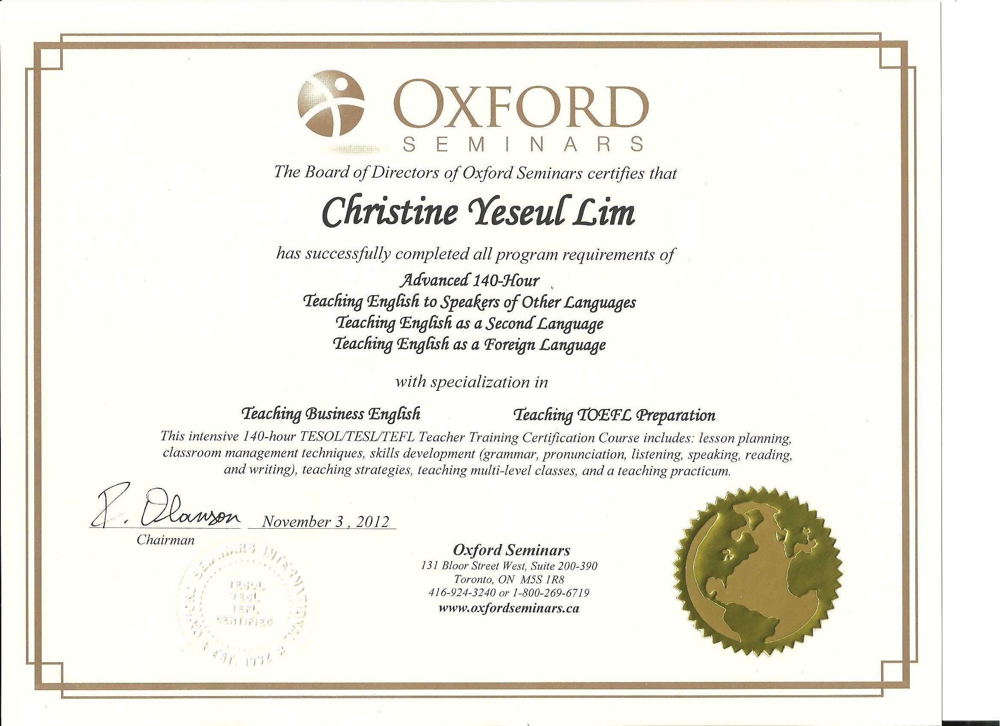 OXFORD
SEMINARS
The Board of Directors of Oxford Seminars certifies that
Christine Yeseul Lim
has successfully completed all program requirements of
Advanced 140-Hour
Teaching English to Speakers of Other Languages
Teaching English as a Second Language
Teaching English as a Foreign Language
with specialization in
Teaching Business English Teaching TOEFL Preparation
This intensive 140-hour TESOL/TESL/TEFL Teacher Training Certification Course includes: lesson planning,
classroom management techniques, skills development (grammar, pronunciation, listening, speaking, reading,
and writing), teaching strategies, teaching multi-level classes, and a teaching practicum.
R. Olawson November 3, 2012
Chairman
OXFORD SEMINARS INTERNATIONAL
TESOL
TESL
TEFL
CERTIFIED
EST. 1992
Oxford Seminars
131 Bloor Street West, Suite 200-390
Toronto, ON M5S 1R8
416-924-3240 or 1-800-269-6719
www.oxfordseminars.ca